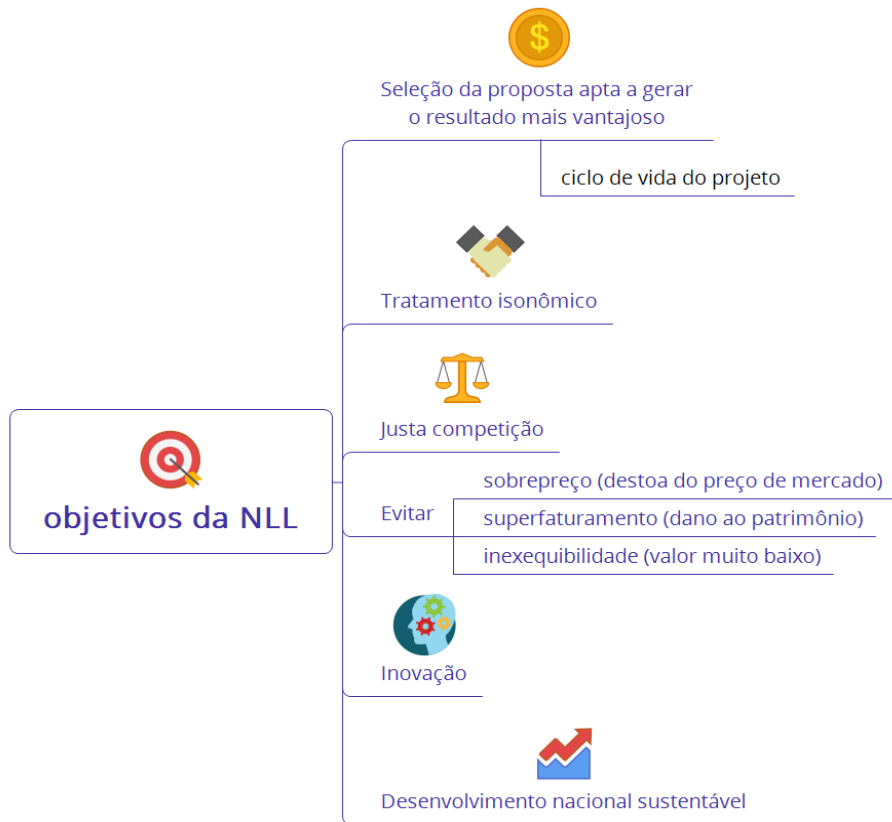 $
Seleção da proposta apta a gerar
o resultado mais vantajoso
ciclo de vida do projeto
Tratamento isonômico
Justa competição
objetivos da NLL
Evitar
sobrepreço (destoa do preço de mercado)
superfaturamento (dano ao patrimônio)
inexequibilidade (valor muito baixo)
Inovação
Desenvolvimento nacional sustentável